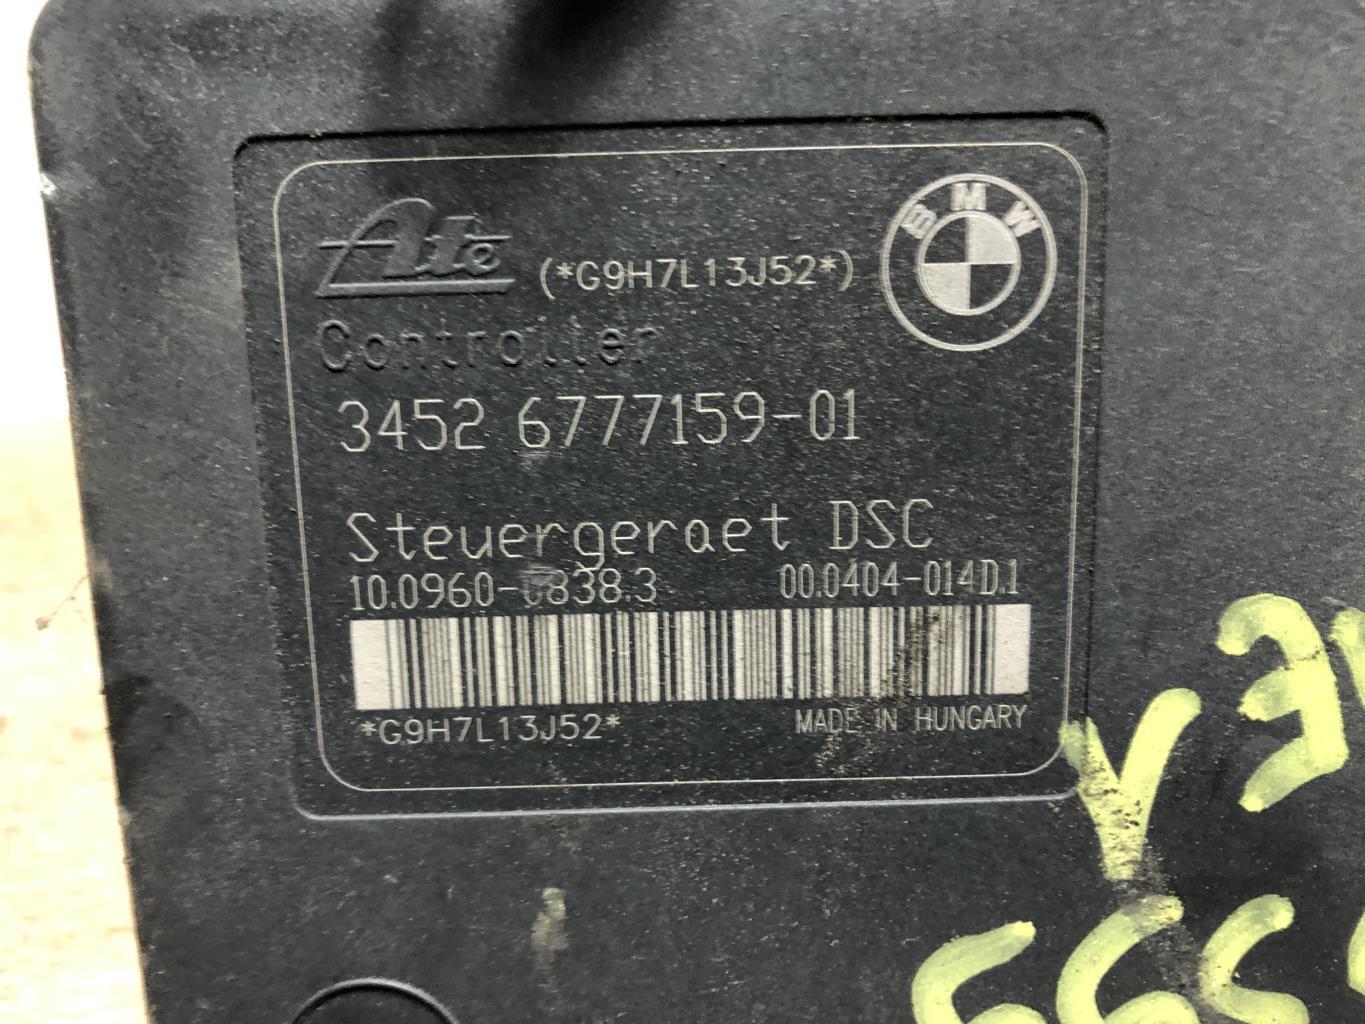 Ate (*G9H7L13J52*) BMW
Controller
3452 6777159-01
Steuergeraet DSC
10.0960-0838.3 00.0404-014D.1
*G9H7L13J52* MADE IN HUNGARY